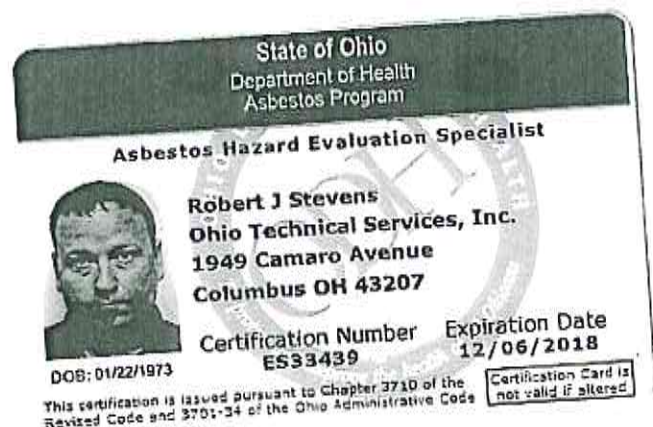 State of Ohio
Department of Health
Asbestos Program
Asbestos Hazard Evaluation Specialist
Robert J Stevens
Ohio Technical Services, Inc.
1949 Camaro Avenue
Columbus OH 43207
Certification Number
ES33439
Expiration Date
12/06/2018
DOB: 01/22/1973
This certification is issued pursuant to Chapter 3710 of the
Revised Code and 3701-34 of the Ohio Administrative Code
Certification Card is
not valid if altered